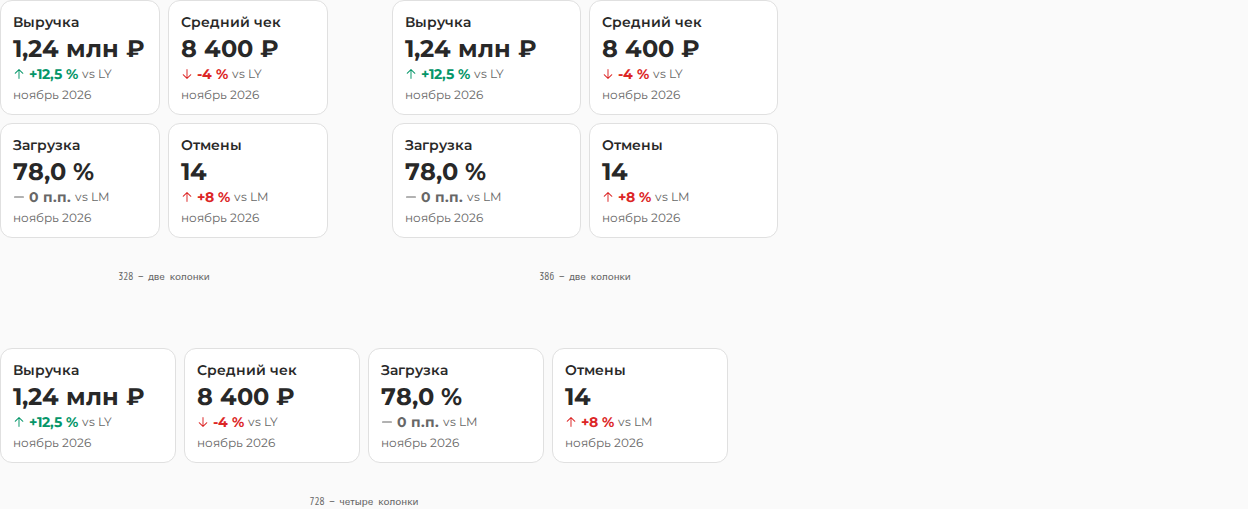 Выручка
1,24 млн ₽
↑ +12,5 % vs LY
ноябрь 2026
Средний чек
8 400 ₽
↓ -4 % vs LY
ноябрь 2026
Загрузка
78,0 %
— 0 п.п. vs LM
ноябрь 2026
Отмены
14
↑ +8 % vs LM
ноябрь 2026
328 — две колонки
Выручка
1,24 млн ₽
↑ +12,5 % vs LY
ноябрь 2026
Средний чек
8 400 ₽
↓ -4 % vs LY
ноябрь 2026
Загрузка
78,0 %
— 0 п.п. vs LM
ноябрь 2026
Отмены
14
↑ +8 % vs LM
ноябрь 2026
386 — две колонки
Выручка
1,24 млн ₽
↑ +12,5 % vs LY
ноябрь 2026
Средний чек
8 400 ₽
↓ -4 % vs LY
ноябрь 2026
Загрузка
78,0 %
— 0 п.п. vs LM
ноябрь 2026
Отмены
14
↑ +8 % vs LM
ноябрь 2026
728 — четыре колонки